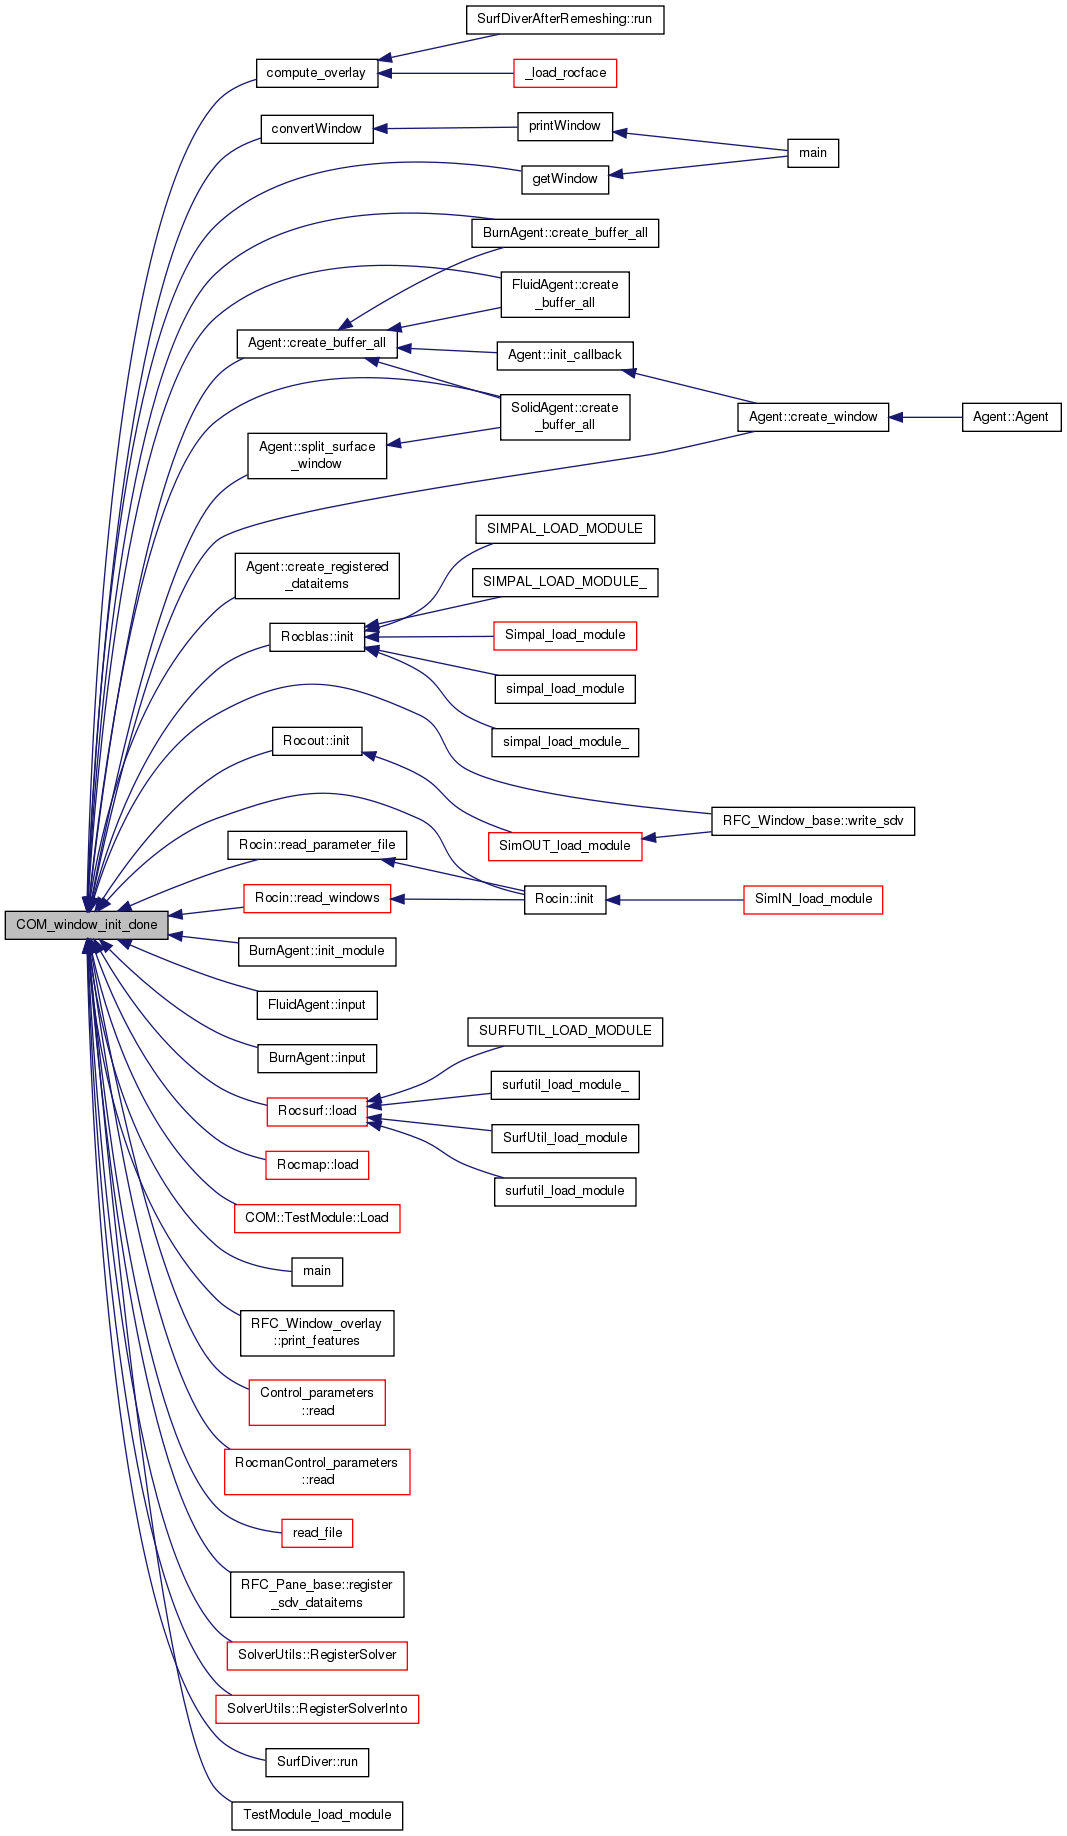 SurfDiverAfterRemeshing::run
compute_overlay
_load_rocface
convertWindow
printWindow
main
getWindow
BurnAgent::create_buffer_all
FluidAgent::create
_buffer_all
Agent::create_buffer_all
Agent::init_callback
SolidAgent::create
_buffer_all
Agent::create_window
Agent::Agent
Agent::split_surface
_window
SIMPAL_LOAD_MODULE
Agent::create_registered
_dataitems
SIMPAL_LOAD_MODULE_
Rocblas::init
Simpal_load_module
simpal_load_module
simpal_load_module_
Rocout::init
RFC_Window_base::write_sdv
SimOUT_load_module
Rocin::read_parameter_file
Rocin::read_windows
Rocin::init
SimIN_load_module
COM_window_init_done
BurnAgent::init_module
FluidAgent::input
SURFUTIL_LOAD_MODULE
BurnAgent::input
surfutil_load_module_
Rocsurf::load
SurfUtil_load_module
Rocmap::load
surfutil_load_module
COM::TestModule::Load
main
RFC_Window_overlay
::print_features
Control_parameters
::read
RocmanControl_parameters
::read
read_file
RFC_Pane_base::register
_sdv_dataitems
SolverUtils::RegisterSolver
SolverUtils::RegisterSolverInto
SurfDiver::run
TestModule_load_module